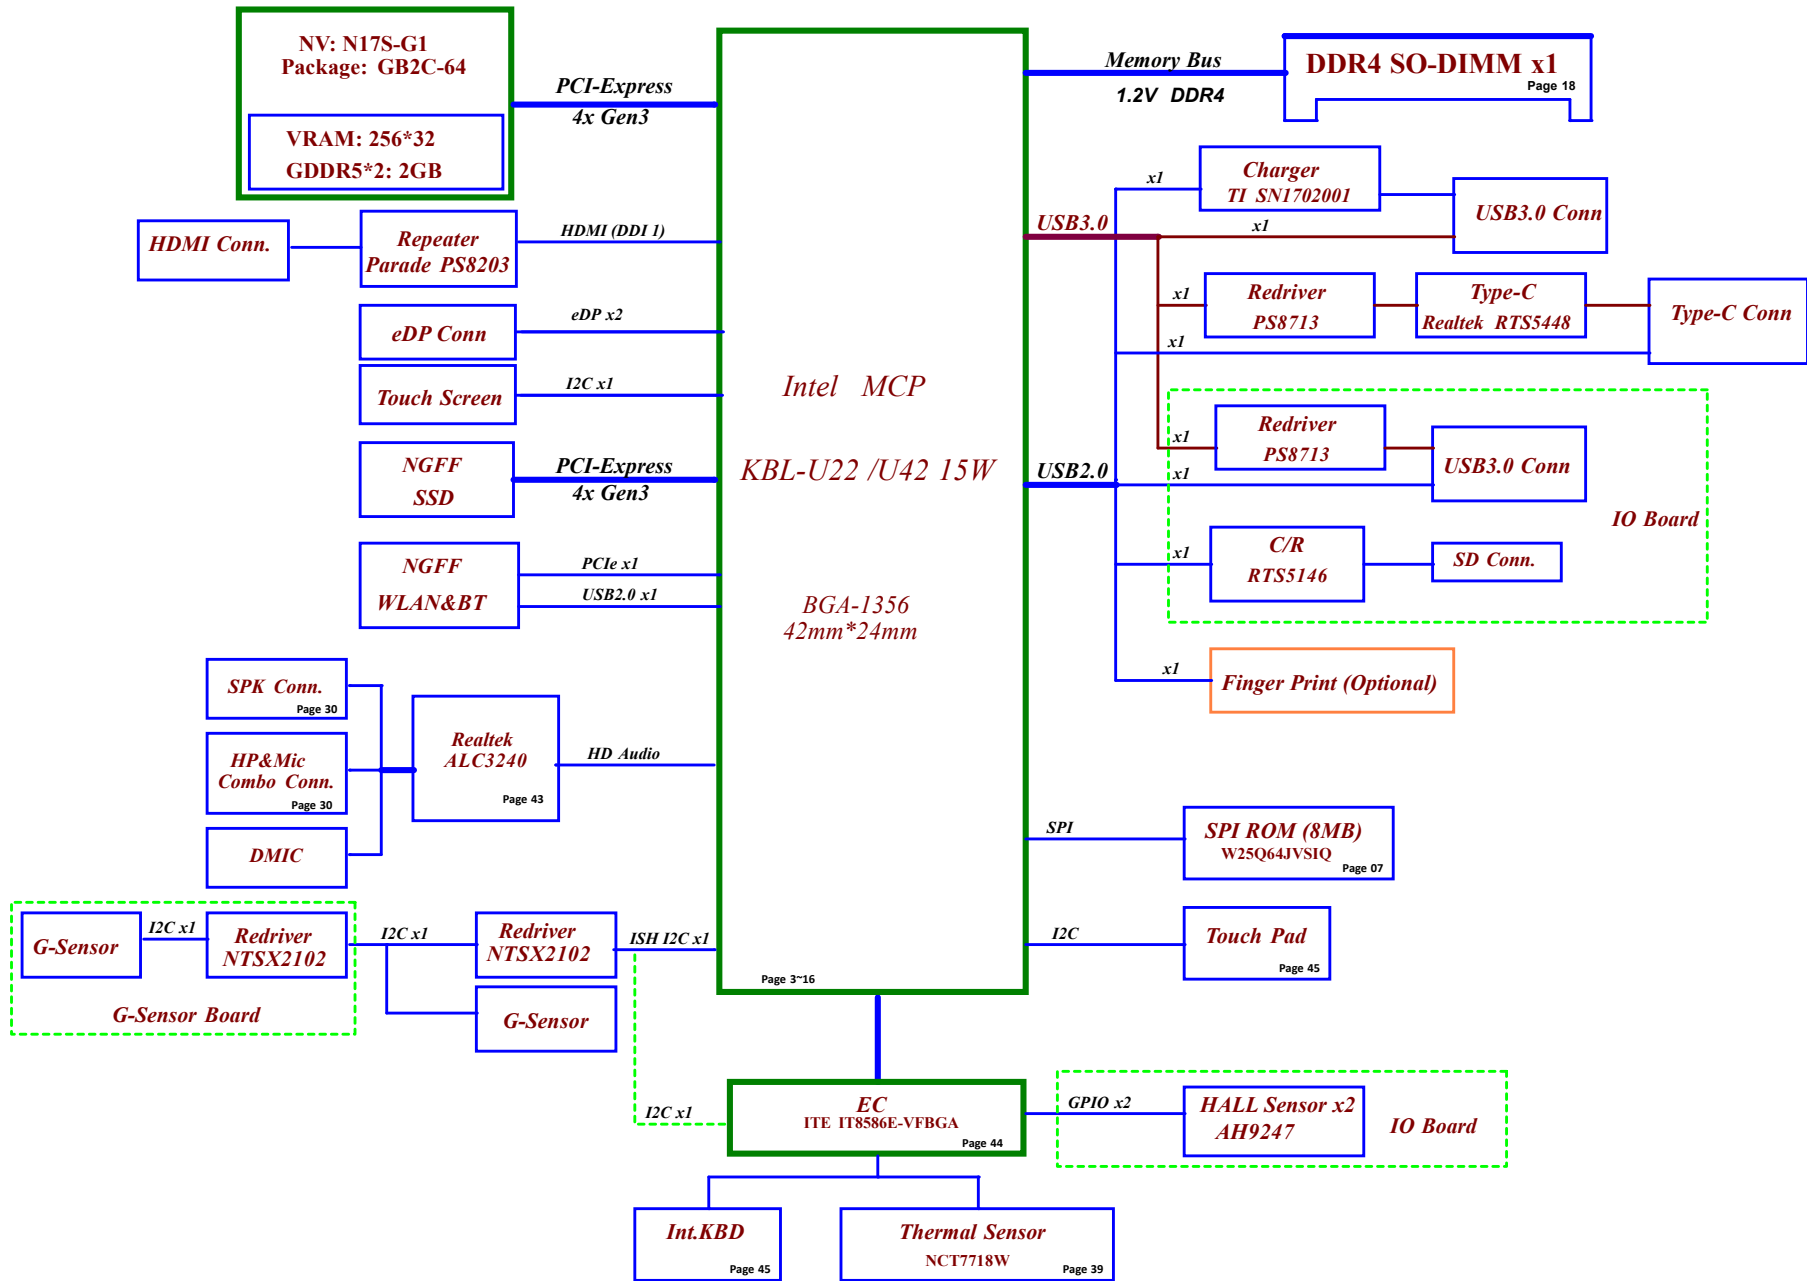 NV: N17S-G1
Package: GB2C-64
VRAM: 256*32
GDDR5*2: 2GB
PCI-Express
4x Gen3
Memory Bus
1.2V DDR4
DDR4 SO-DIMM x1
Page 18
HDMI Conn.
Repeater
Parade PS8203
HDMI (DDI 1)
eDP Conn
eDP x2
Touch Screen
I2C x1
NGFF
SSD
PCI-Express
4x Gen3
NGFF
WLAN&BT
PCIe x1
USB2.0 x1
Intel MCP
KBL-U22 /U42 15W
BGA-1356
42mm*24mm
Page 3~16
USB3.0
USB2.0
x1
Charger
TI SN1702001
x1
USB3.0 Conn
x1
Redriver
PS8713
Type-C
Realtek RTS5448
Type-C Conn
x1
x1
Redriver
PS8713
x1
USB3.0 Conn
IO Board
x1
C/R
RTS5146
SD Conn.
x1
Finger Print (Optional)
SPK Conn.
Page 30
HP&Mic
Combo Conn.
Page 30
DMIC
Realtek
ALC3240
Page 43
HD Audio
SPI
SPI ROM (8MB)
W25Q64JVSIQ
Page 07
I2C
Touch Pad
Page 45
G-Sensor
I2C x1
Redriver
NTSX2102
G-Sensor Board
I2C x1
Redriver
NTSX2102
ISH I2C x1
G-Sensor
I2C x1
EC
ITE IT8586E-VFBGA
Page 44
GPIO x2
HALL Sensor x2
AH9247
IO Board
Int.KBD
Page 45
Thermal Sensor
NCT7718W
Page 39